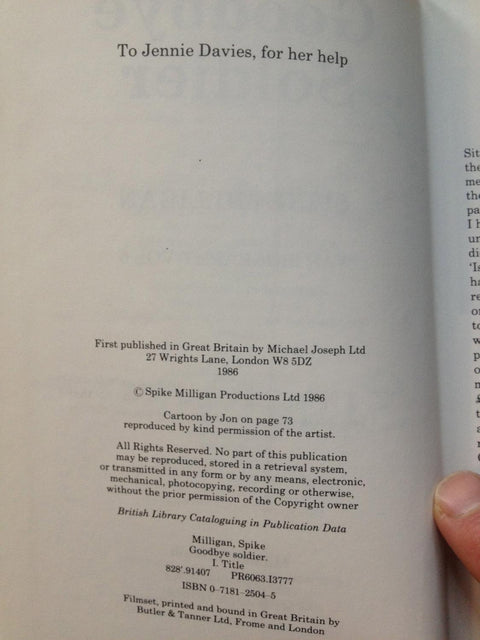 To Jennie Davies, for her help
First published in Great Britain by Michael Joseph Ltd
27 Wrights Lane, London W8 5DZ
1986
© Spike Milligan Productions Ltd 1986
Cartoon by Jon on page 73
reproduced by kind permission of the artist.
All Rights Reserved. No part of this publication
may be reproduced, stored in a retrieval system,
or transmitted in any form or by any means, electronic,
mechanical, photocopying, recording or otherwise,
without the prior permission of the Copyright owner
British Library Cataloguing in Publication Data
Milligan, Spike
Goodbye soldier.
I. Title
828'.91407 PR6063.I3777
ISBN 0-7181-2504-5
Filmset, printed and bound in Great Britain by
Butler & Tanner Ltd, Frome and London